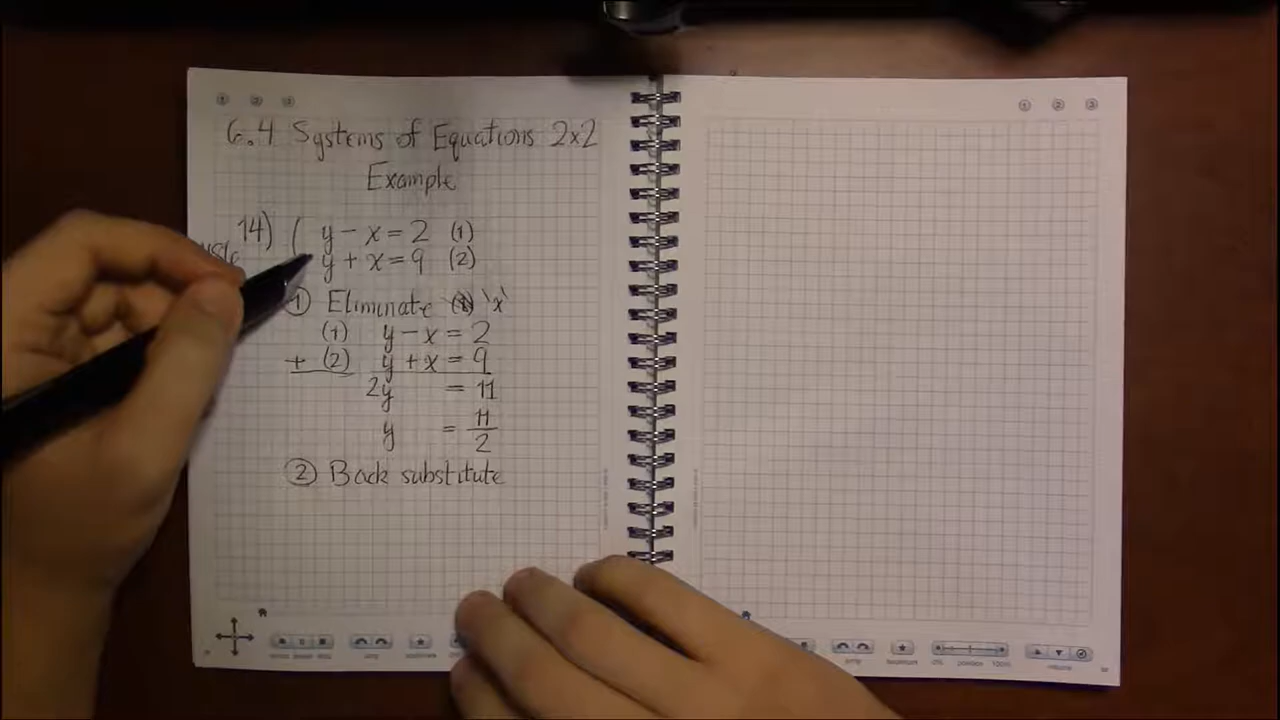 6.4 Systems of Equations 2x2
Example
14) ( y - x = 2 (1)
y + x = 9 (2)
① Eliminate 'x'
(1) y - x = 2
+ (2) y + x = 9
2y = 11
y = 11/2
② Back substitute